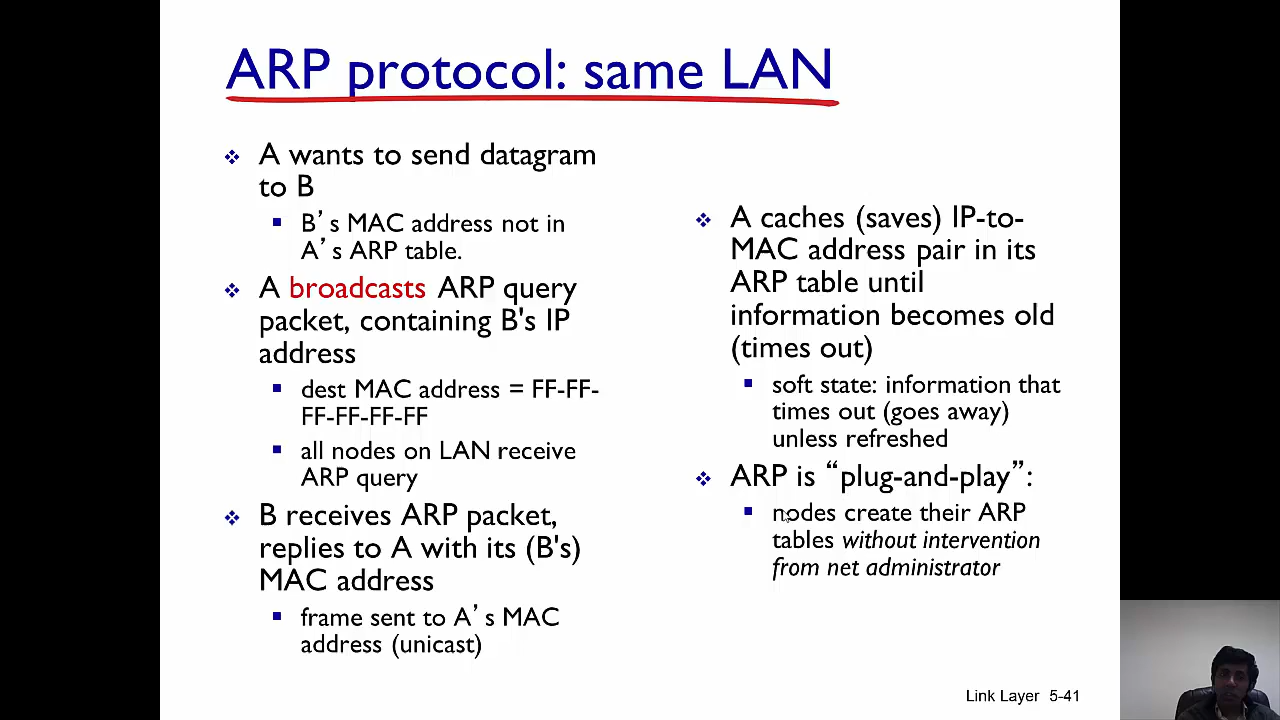 ARP protocol: same LAN
A wants to send datagram
to B
B’s MAC address not in
A’s ARP table.
A broadcasts ARP query
packet, containing B's IP
address
dest MAC address = FF-FF-
FF-FF-FF-FF
all nodes on LAN receive
ARP query
B receives ARP packet,
replies to A with its (B's)
MAC address
frame sent to A’s MAC
address (unicast)
A caches (saves) IP-to-
MAC address pair in its
ARP table until
information becomes old
(times out)
soft state: information that
times out (goes away)
unless refreshed
ARP is “plug-and-play”:
nodes create their ARP
tables without intervention
from net administrator
Link Layer 5-41